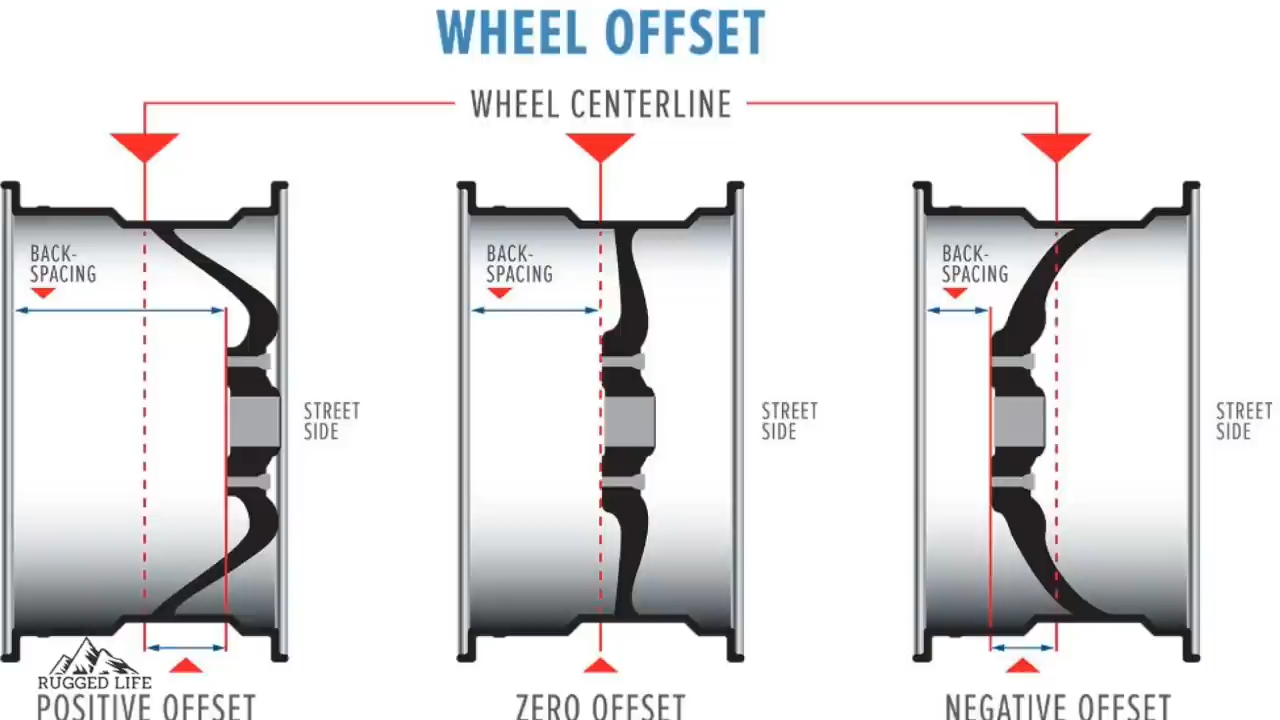 WHEEL OFFSET
WHEEL CENTERLINE
BACK-
SPACING
BACK-
SPACING
BACK-
SPACING
STREET
SIDE
STREET
SIDE
STREET
SIDE
RUGGED LIFE
POSITIVE OFFSET
ZERO OFFSET
NEGATIVE OFFSET